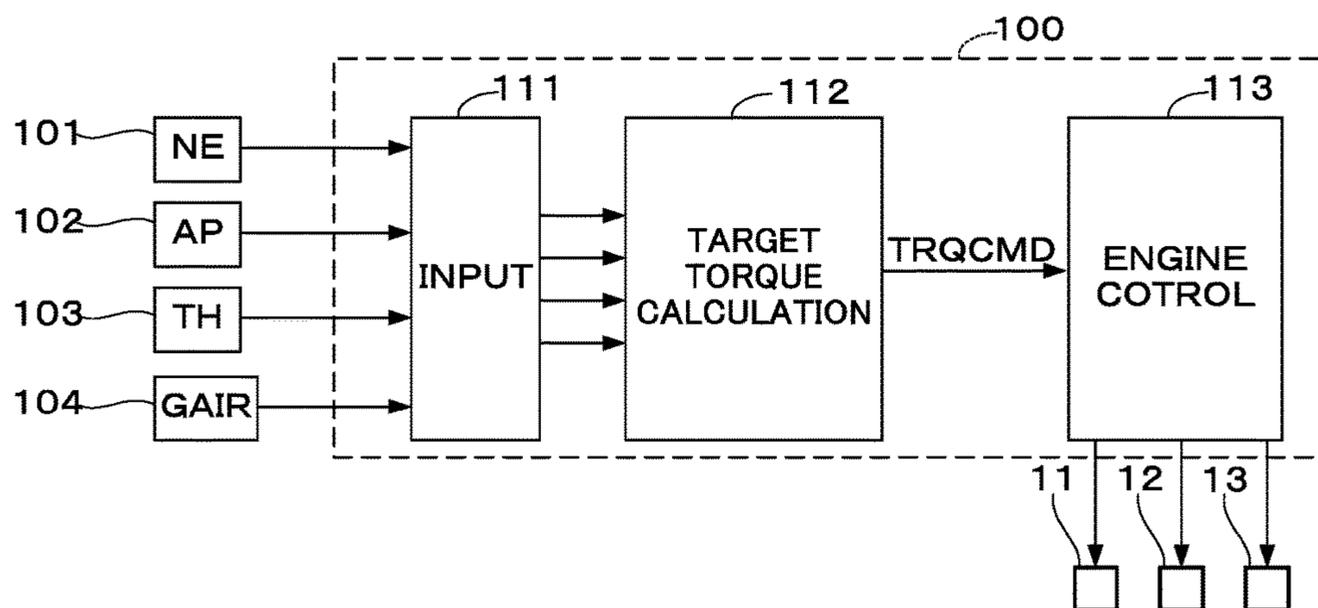 100
111
112
113
101
NE
102
AP
103
TH
104
GAIR
INPUT
TARGET
TORQUE
CALCULATION
TRQCMD
ENGINE
COTROL
11
12
13